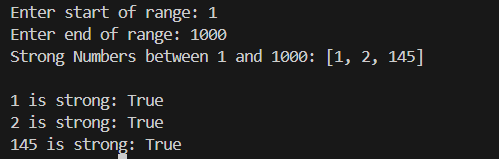 Enter start of range: 1
Enter end of range: 1000
Strong Numbers between 1 and 1000: [1, 2, 145]
1 is strong: True
2 is strong: True
145 is strong: True